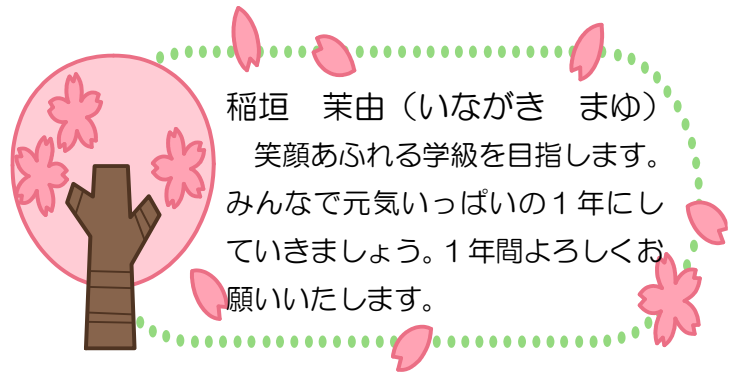 稲垣　茉由（いながき　まゆ）
　笑顔あふれる学級を目指します。
みんなで元気いっぱいの１年にし
ていきましょう。１年間よろしくお
願いいたします。